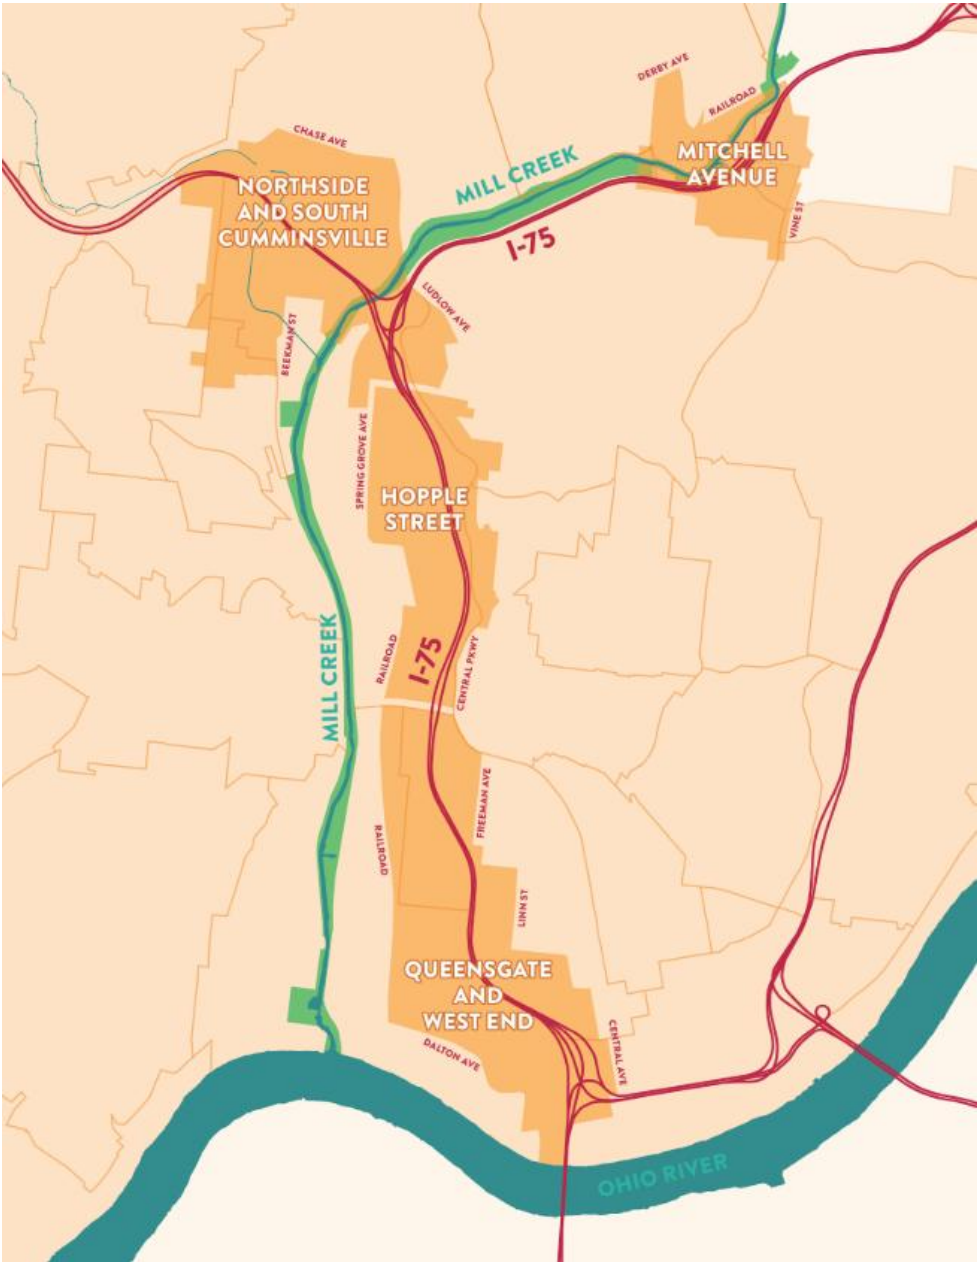 DERBY AVE
RAILROAD
CHASE AVE
MITCHELL
AVENUE
MILL CREEK
NORTHSIDE
AND SOUTH
CUMMINSVILLE
VINE ST
I-75
LUDLOW AVE
BEEKMAN ST
SPRING GROVE AVE
HOPPLE
STREET
MILL CREEK
RAILROAD
I-75
CENTRAL PKWY
FREEMAN AVE
RAILROAD
LINN ST
QUEENSGATE
AND
WEST END
DALTON AVE
CENTRAL AVE
OHIO RIVER